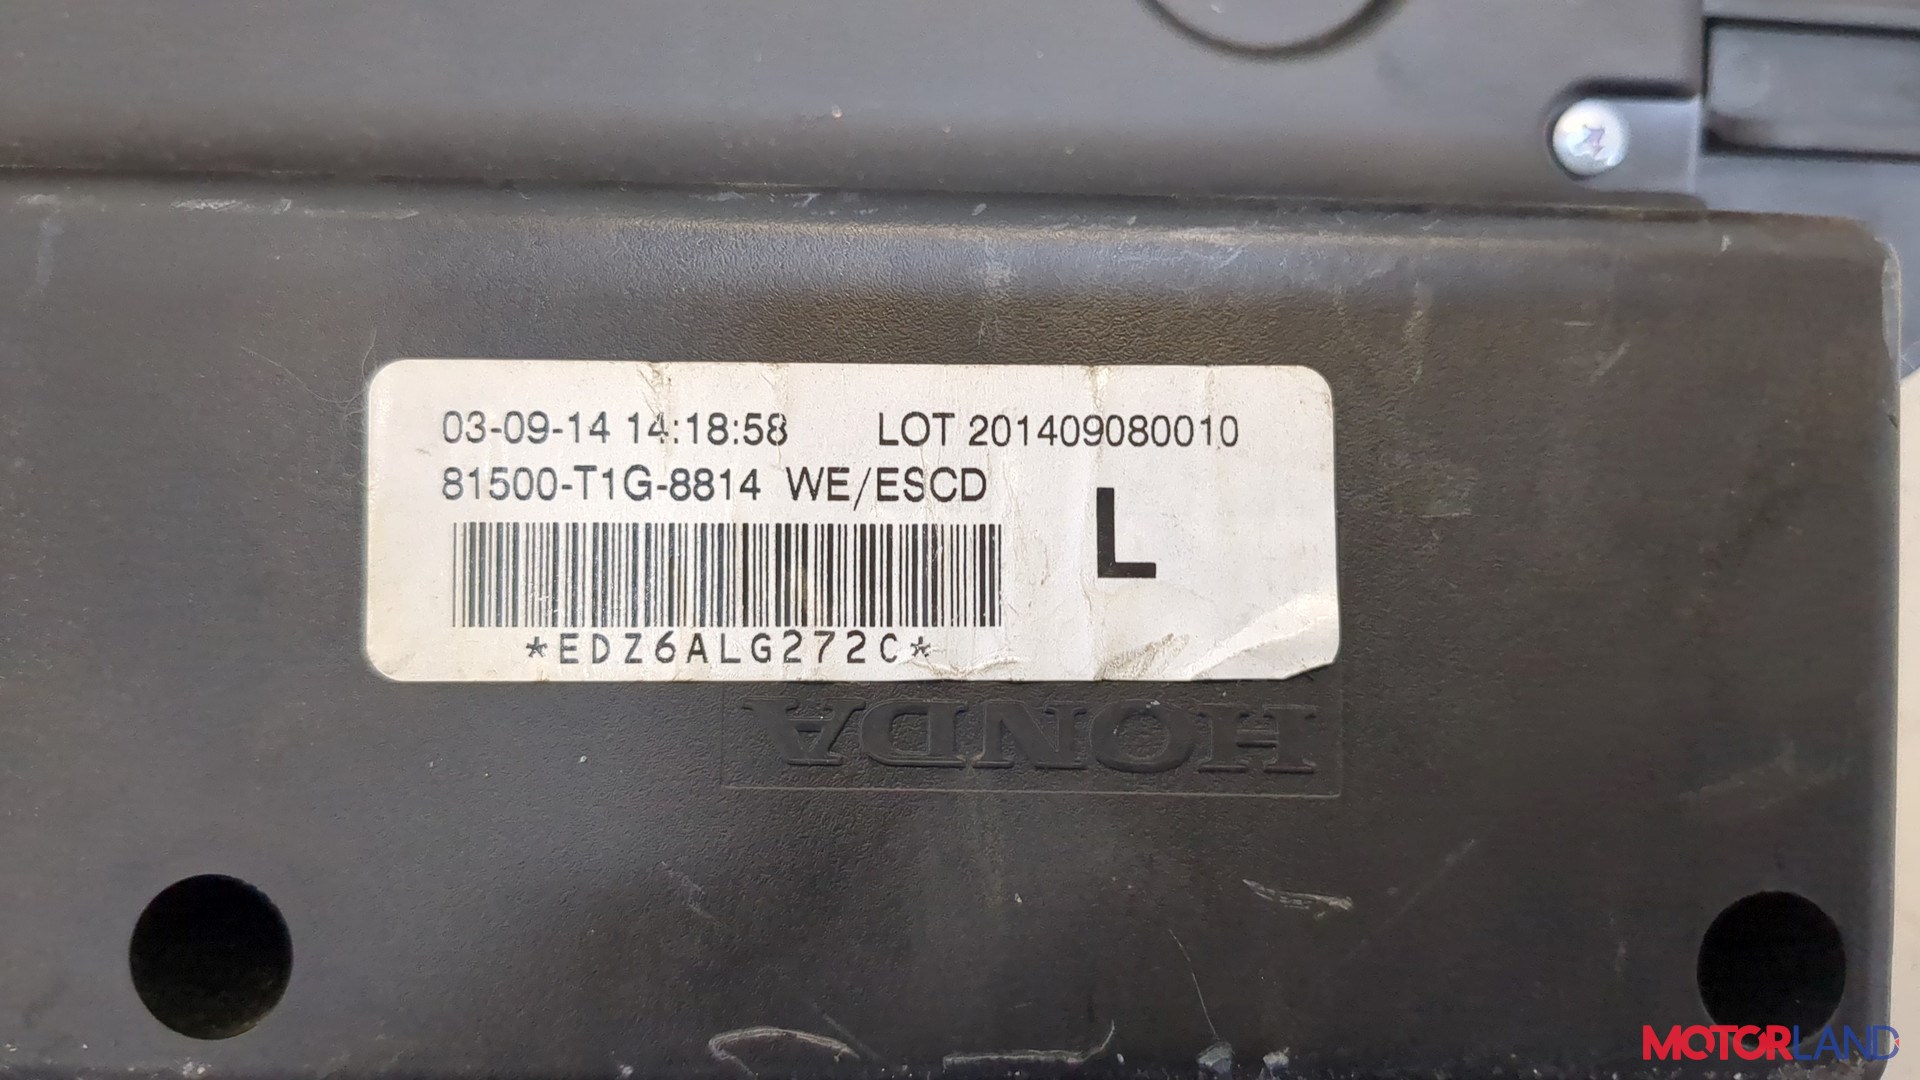 03-09-14 14:18:58 LOT 201409080010
81500-T1G-8814 WE/ESCD
L
*EDZ6ALG272C*
HONDA
MOTORLAND